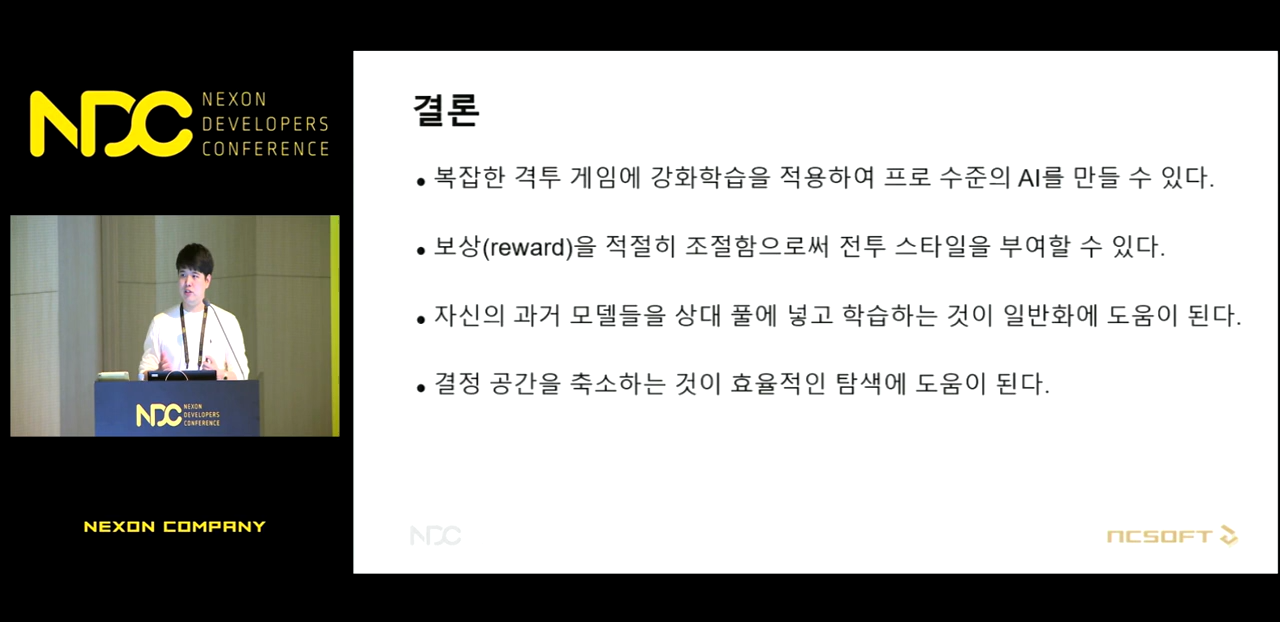 NDC
NEXON
DEVELOPERS
CONFERENCE
NDC
NEXON
DEVELOPERS
CONFERENCE
NEXON COMPANY
결론
• 복잡한 격투 게임에 강화학습을 적용하여 프로 수준의 AI를 만들 수 있다.
• 보상(reward)을 적절히 조절함으로써 전투 스타일을 부여할 수 있다.
• 자신의 과거 모델들을 상대 풀에 넣고 학습하는 것이 일반화에 도움이 된다.
• 결정 공간을 축소하는 것이 효율적인 탐색에 도움이 된다.
NDC
NCSOFT